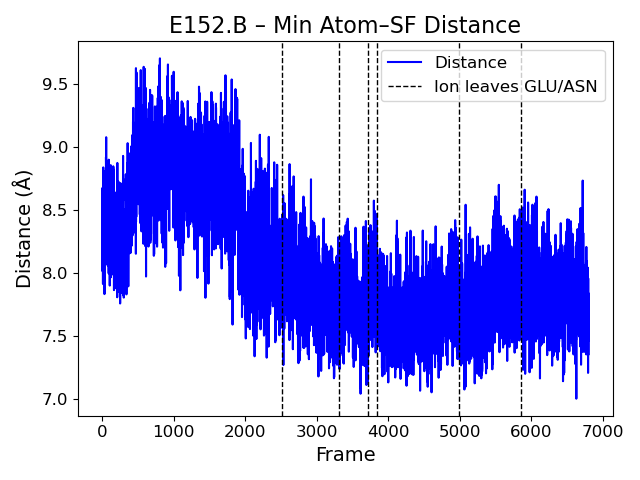 E152.B – Min Atom–SF Distance
Distance
Ion leaves GLU/ASN
9.5
9.0
8.5
8.0
7.5
7.0
Distance (Å)
0 1000 2000 3000 4000 5000 6000 7000
Frame